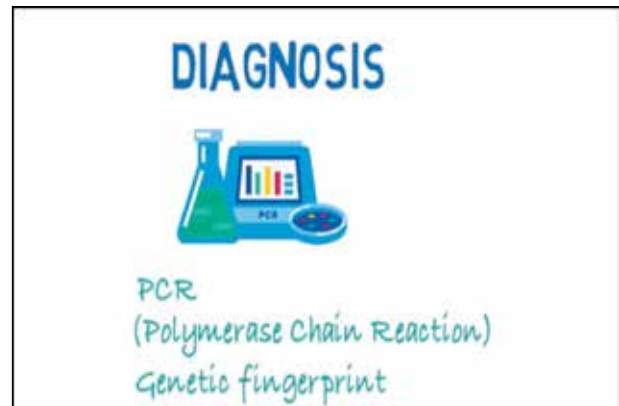 DIAGNOSIS
PCR
PCR
(Polymerase Chain Reaction)
Genetic fingerprint